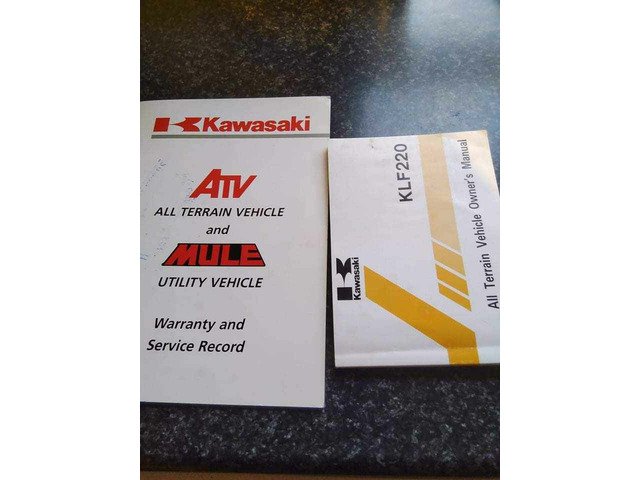 Kawasaki
ATV
ALL TERRAIN VEHICLE
and
MULE
UTILITY VEHICLE
Warranty and
Service Record
Kawasaki
KLF220
All Terrain Vehicle Owner's Manual